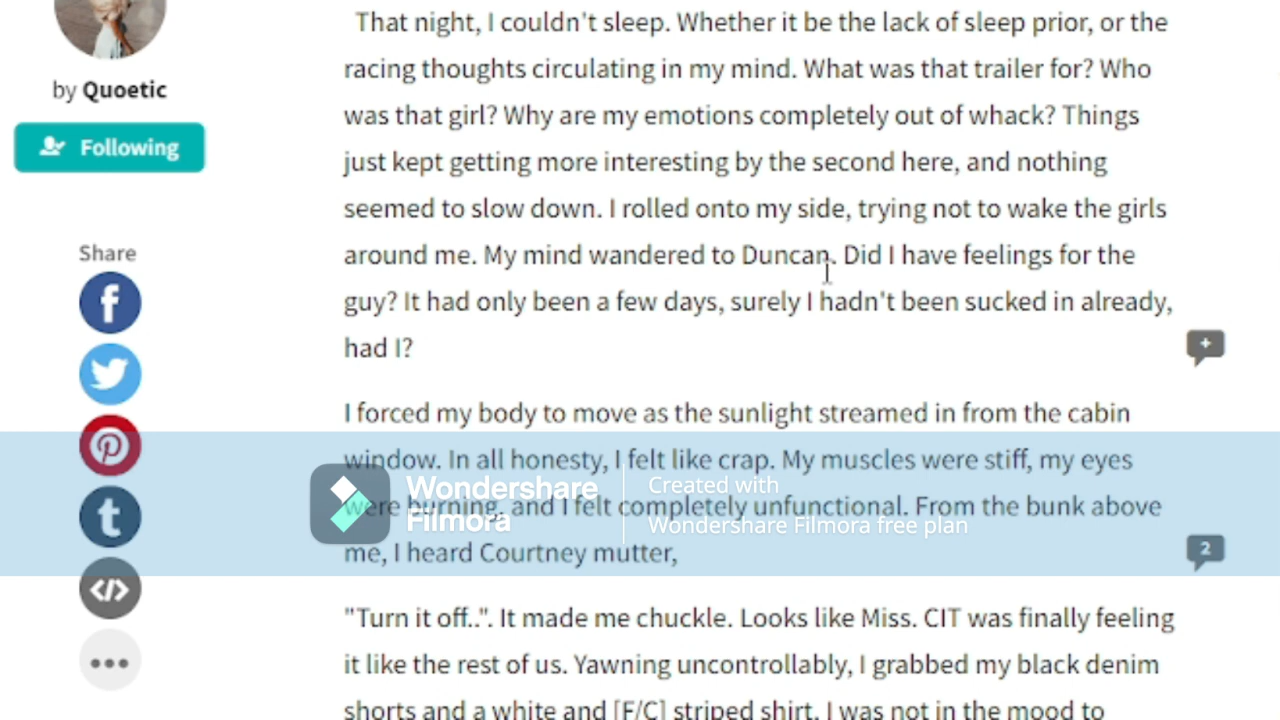 by Quoetic
Following
Share
That night, I couldn't sleep. Whether it be the lack of sleep prior, or the
racing thoughts circulating in my mind. What was that trailer for? Who
was that girl? Why are my emotions completely out of whack? Things
just kept getting more interesting by the second here, and nothing
seemed to slow down. I rolled onto my side, trying not to wake the girls
around me. My mind wandered to Duncan. Did I have feelings for the
guy? It had only been a few days, surely I hadn't been sucked in already,
had I?
+
I forced my body to move as the sunlight streamed in from the cabin
window. In all honesty, I felt like crap. My muscles were stiff, my eyes
were burning, and I felt completely unfunctional. From the bunk above
me, I heard Courtney mutter,
2
"Turn it off..". It made me chuckle. Looks like Miss. CIT was finally feeling
it like the rest of us. Yawning uncontrollably, I grabbed my black denim
shorts and a white and [F/C] striped shirt. I was not in the mood to
Wondershare
Filmora
Created with
Wondershare Filmora free plan